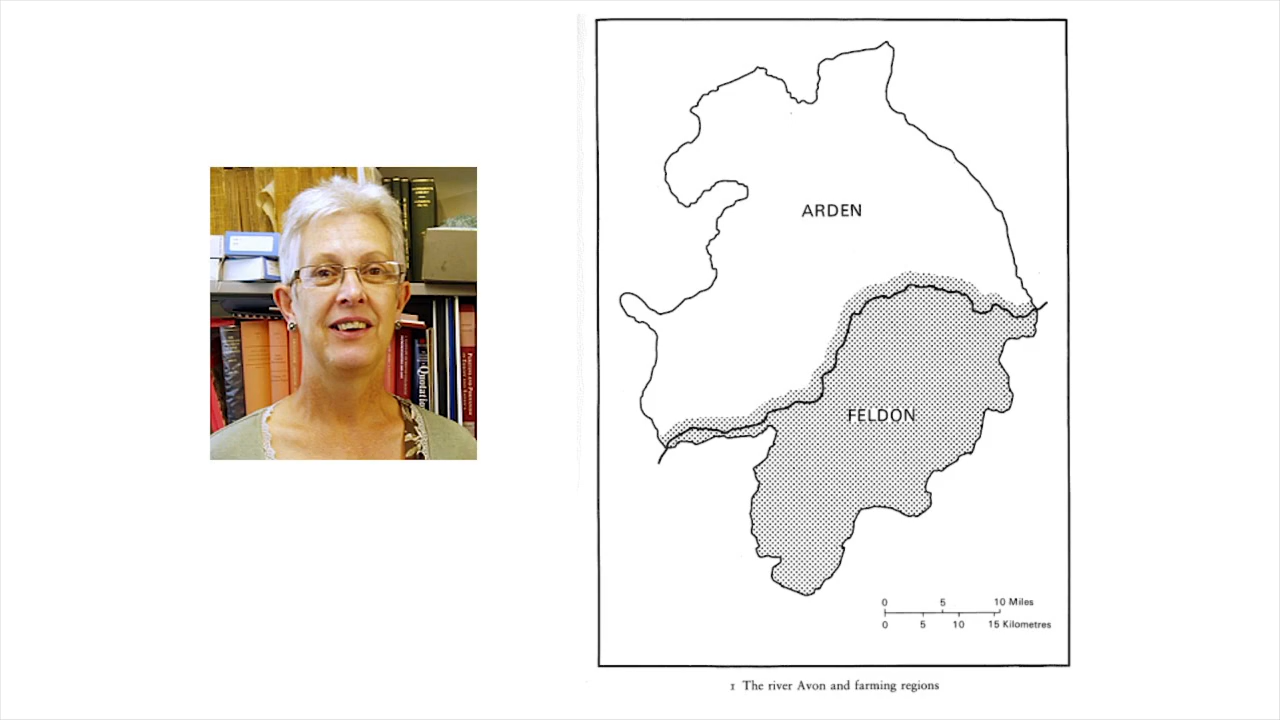 ARDEN
FELDON
0 5 10 Miles
0 5 10 15 Kilometres
1 The river Avon and farming regions